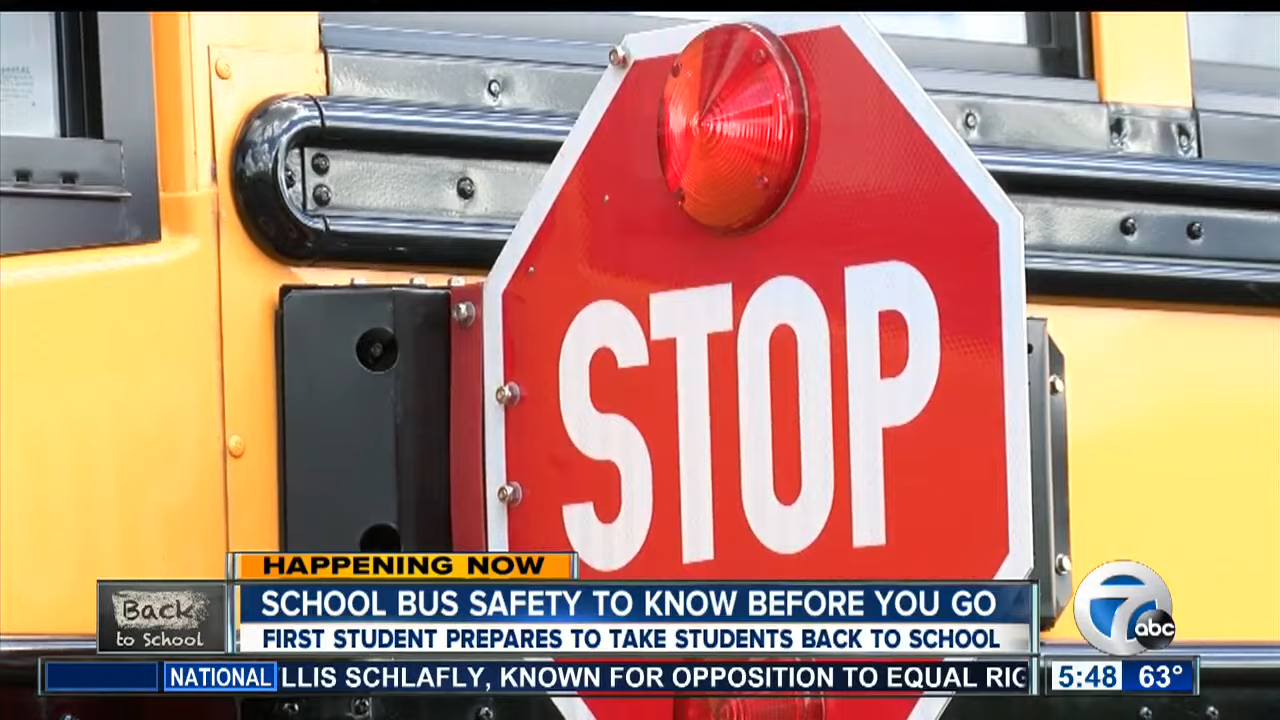 STOP
HAPPENING NOW
Back
to School
SCHOOL BUS SAFETY TO KNOW BEFORE YOU GO
FIRST STUDENT PREPARES TO TAKE STUDENTS BACK TO SCHOOL
7
abc
NATIONAL
LLIS SCHLAFLY, KNOWN FOR OPPOSITION TO EQUAL RIG
5:48 63°